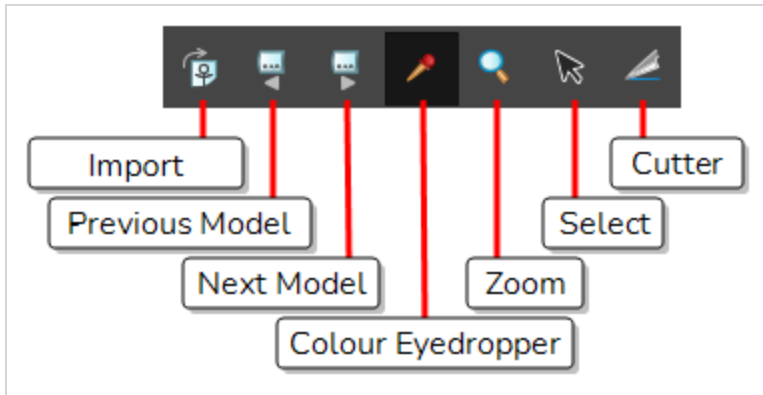 Import
Cutter
Previous Model
Select
Next Model
Zoom
Colour Eyedropper